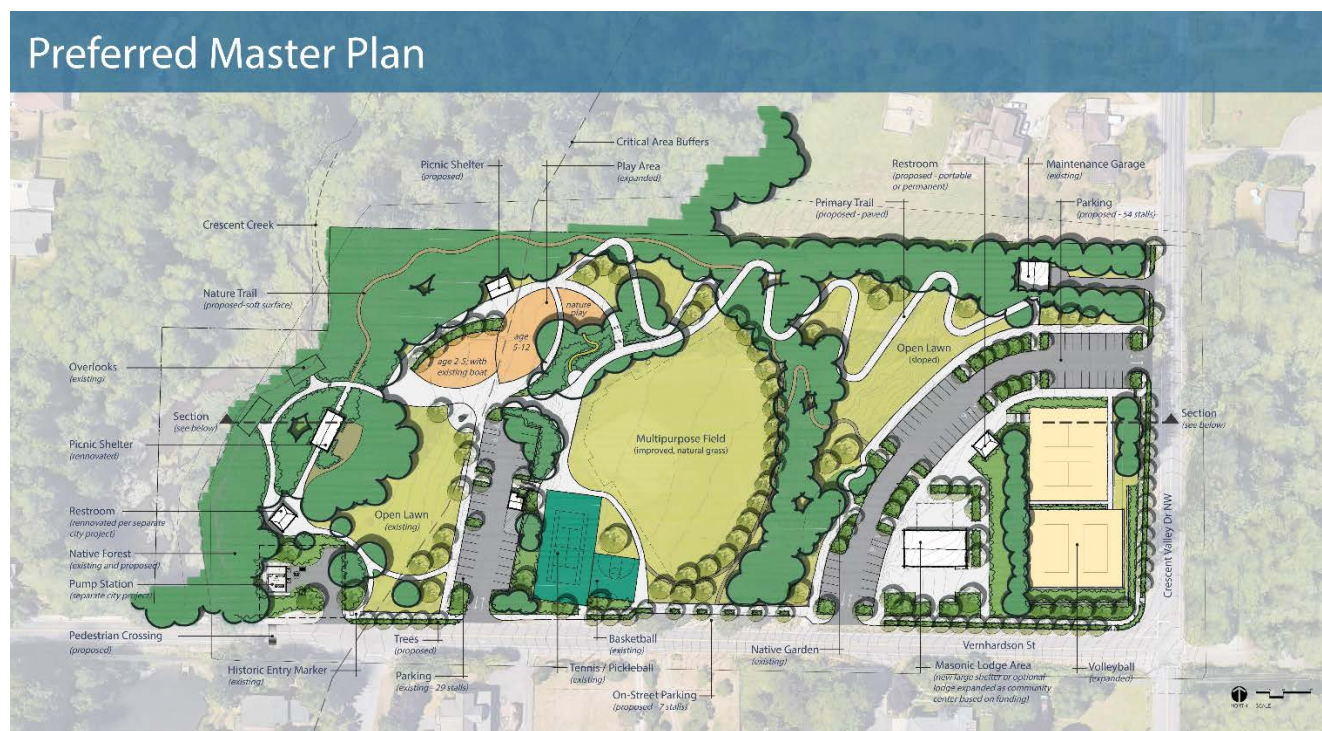 Preferred Master Plan
Critical Area Buffers
Picnic Shelter
(proposed)
Play Area
(expanded)
Restroom
(proposed - portable
or permanent)
Maintenance Garage
(existing)
Primary Trail
(proposed - paved)
Parking
(proposed - 54 stalls)
Crescent Creek
Nature Trail
(proposed-soft surface)
nature
play
age
5-12
age 2-5; with
existing boat
Open Lawn
(sloped)
Overlooks
(existing)
Section
(see below)
Section
(see below)
Picnic Shelter
(rennovated)
Multipurpose Field
(improved, natural grass)
Restroom
(rennovated per separate
city project)
Open Lawn
(existing)
Native Forest
(existing and proposed)
Pump Station
(separate city project)
Crescent Valley Dr NW
Pedestrian Crossing
(proposed)
Trees
(proposed)
Basketball
(existing)
Native Garden
(existing)
Vernhardson St
Historic Entry Marker
(existing)
Parking
(existing - 29 stalls)
Tennis / Pickleball
(existing)
Masonic Lodge Area
(new large shelter or optional
lodge expanded as community
center based on funding)
Volleyball
(expanded)
On-Street Parking
(proposed - 7 stalls)
NORTH
SCALE